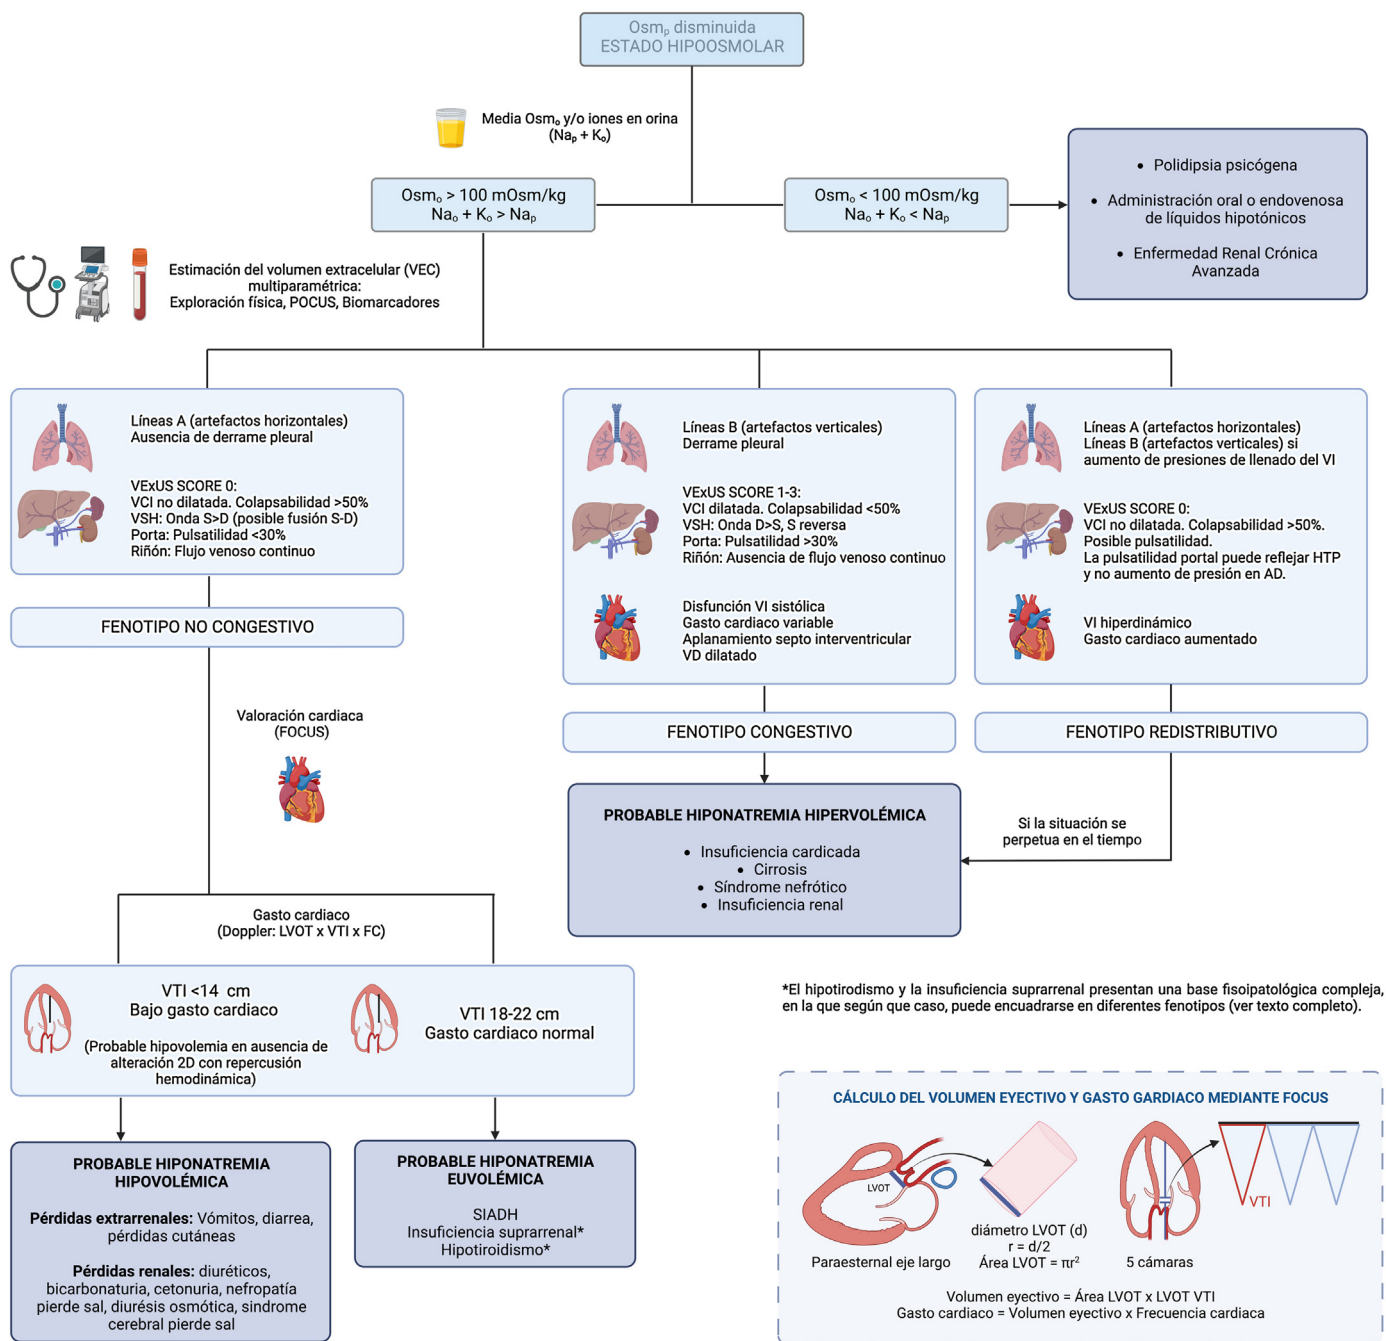 Osmₚ disminuida
ESTADO HIPOOSMOLAR
Media Osmₒ y/o iones en orina
(Naₚ + Kₒ)
Osmₒ > 100 mOsm/kg
Naₒ + Kₒ > Naₚ
Osmₒ < 100 mOsm/kg
Naₒ + Kₒ < Naₚ
• Polidipsia psicógena
• Administración oral o endovenosa
de líquidos hipotónicos
• Enfermedad Renal Crónica
Avanzada
Estimación del volumen extracelular (VEC)
multiparamétrica:
Exploración física, POCUS, Biomarcadores
Líneas A (artefactos horizontales)
Ausencia de derrame pleural
VExUS SCORE 0:
VCI no dilatada. Colapsabilidad >50%
VSH: Onda S>D (posible fusión S-D)
Porta: Pulsatilidad <30%
Riñón: Flujo venoso continuo
FENOTIPO NO CONGESTIVO
Líneas B (artefactos verticales)
Derrame pleural
VExUS SCORE 1-3:
VCI dilatada. Colapsabilidad <50%
VSH: Onda D>S, S reversa
Porta: Pulsatilidad >30%
Riñón: Ausencia de flujo venoso continuo
Disfunción VI sistólica
Gasto cardiaco variable
Aplanamiento septo interventricular
VD dilatado
FENOTIPO CONGESTIVO
Líneas A (artefactos horizontales)
Líneas B (artefactos verticales) si
aumento de presiones de llenado del VI
VExUS SCORE 0:
VCI no dilatada. Colapsabilidad >50%.
Posible pulsatilidad.
La pulsatilidad portal puede reflejar HTP
y no aumento de presión en AD.
VI hiperdinámico
Gasto cardiaco aumentado
FENOTIPO REDISTRIBUTIVO
Valoración cardiaca
(FOCUS)
PROBABLE HIPONATREMIA HIPERVOLÉMICA
• Insuficiencia cardicada
• Cirrosis
• Síndrome nefrótico
• Insuficiencia renal
Si la situación se
perpetua en el tiempo
Gasto cardiaco
(Doppler: LVOT x VTI x FC)
VTI <14 cm
Bajo gasto cardiaco
(Probable hipovolemia en ausencia de
alteración 2D con repercusión
hemodinámica)
VTI 18-22 cm
Gasto cardiaco normal
PROBABLE HIPONATREMIA
HIPOVOLÉMICA
Pérdidas extrarrenales: Vómitos, diarrea,
pérdidas cutáneas
Pérdidas renales: diuréticos,
bicarbonaturia, cetonuria, nefropatía
pierde sal, diurésis osmótica, sindrome
cerebral pierde sal
PROBABLE HIPONATREMIA
EUVOLÉMICA
SIADH
Insuficiencia suprarrenal*
Hipotiroidismo*
*El hipotirodismo y la insuficiencia suprarrenal presentan una base fisoipatológica compleja,
en la que según que caso, puede encuadrarse en diferentes fenotipos (ver texto completo).
CÁLCULO DEL VOLUMEN EYECTIVO Y GASTO GARDIACO MEDIANTE FOCUS
LVOT
Paraesternal eje largo
diámetro LVOT (d)
r = d/2
Área LVOT = πr²
VTI
5 cámaras
Volumen eyectivo = Área LVOT x LVOT VTI
Gasto cardiaco = Volumen eyectivo x Frecuencia cardiaca